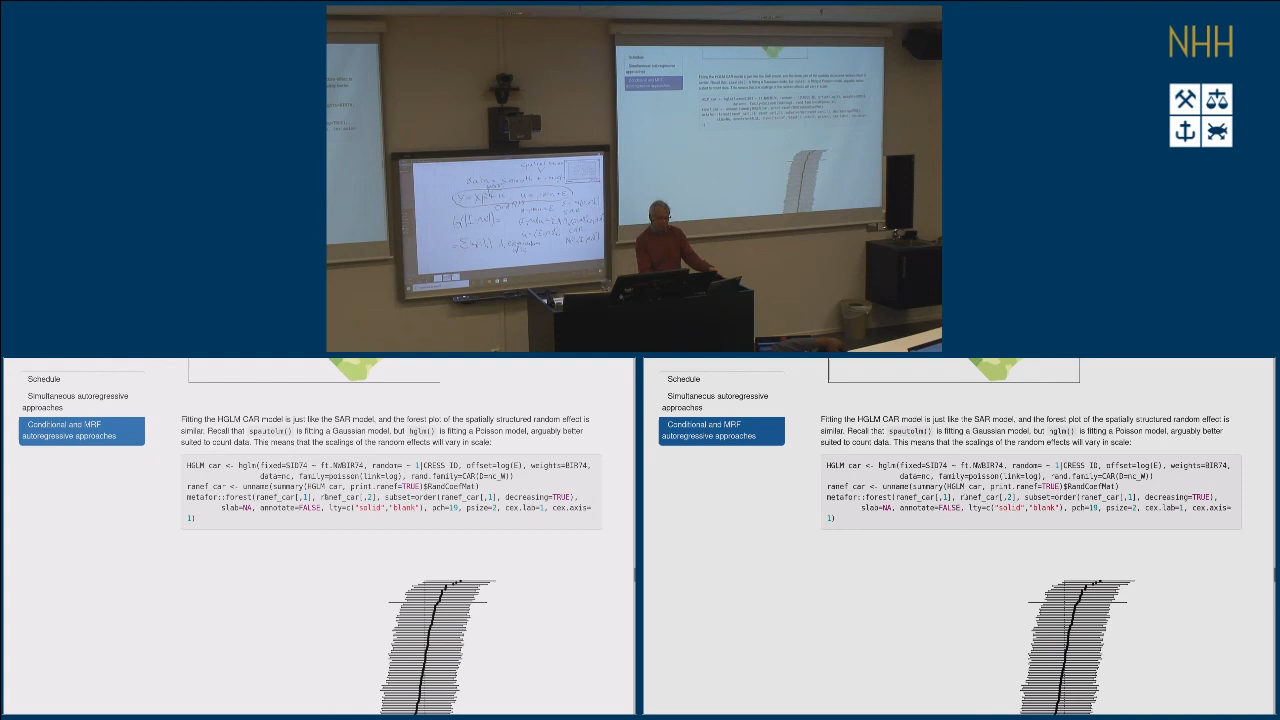 NHH
Schedule
Simultaneous autoregressive
approaches
Conditional and MRF
autoregressive approaches
Fitting the HGLM CAR model is just like the SAR model, and the forest plot of the spatially structured random effect is
similar. Recall that spautolm() is fitting a Gaussian model, but hglm() is fitting a Poisson model, arguably better
suited to count data. This means that the scalings of the random effects will vary in scale:
HGLM_car <- hglm(fixed=SID74 ~ ft.NWBIR74, random= ~ 1|CRESS_ID, offset=log(E), weights=BIR74,
data=nc, family=poisson(link=log), rand.family=CAR(D=nc_W))
ranef_car <- unname(summary(HGLM_car, print.ranef=TRUE)$RandCoefMat)
metafor::forest(ranef_car[,1], ranef_car[,2], subset=order(ranef_car[,1], decreasing=TRUE),
slab=NA, annotate=FALSE, lty=c("solid","blank"), pch=19, psize=2, cex.lab=1, cex.axis=
1)
Schedule
Simultaneous autoregressive
approaches
Conditional and MRF
autoregressive approaches
Fitting the HGLM CAR model is just like the SAR model, and the forest plot of the spatially structured random effect is
similar. Recall that spautolm() is fitting a Gaussian model, but hglm() is fitting a Poisson model, arguably better
suited to count data. This means that the scalings of the random effects will vary in scale:
HGLM_car <- hglm(fixed=SID74 ~ ft.NWBIR74, random= ~ 1|CRESS_ID, offset=log(E), weights=BIR74,
data=nc, family=poisson(link=log), rand.family=CAR(D=nc_W))
ranef_car <- unname(summary(HGLM_car, print.ranef=TRUE)$RandCoefMat)
metafor::forest(ranef_car[,1], ranef_car[,2], subset=order(ranef_car[,1], decreasing=TRUE),
slab=NA, annotate=FALSE, lty=c("solid","blank"), pch=19, psize=2, cex.lab=1, cex.axis=
1)